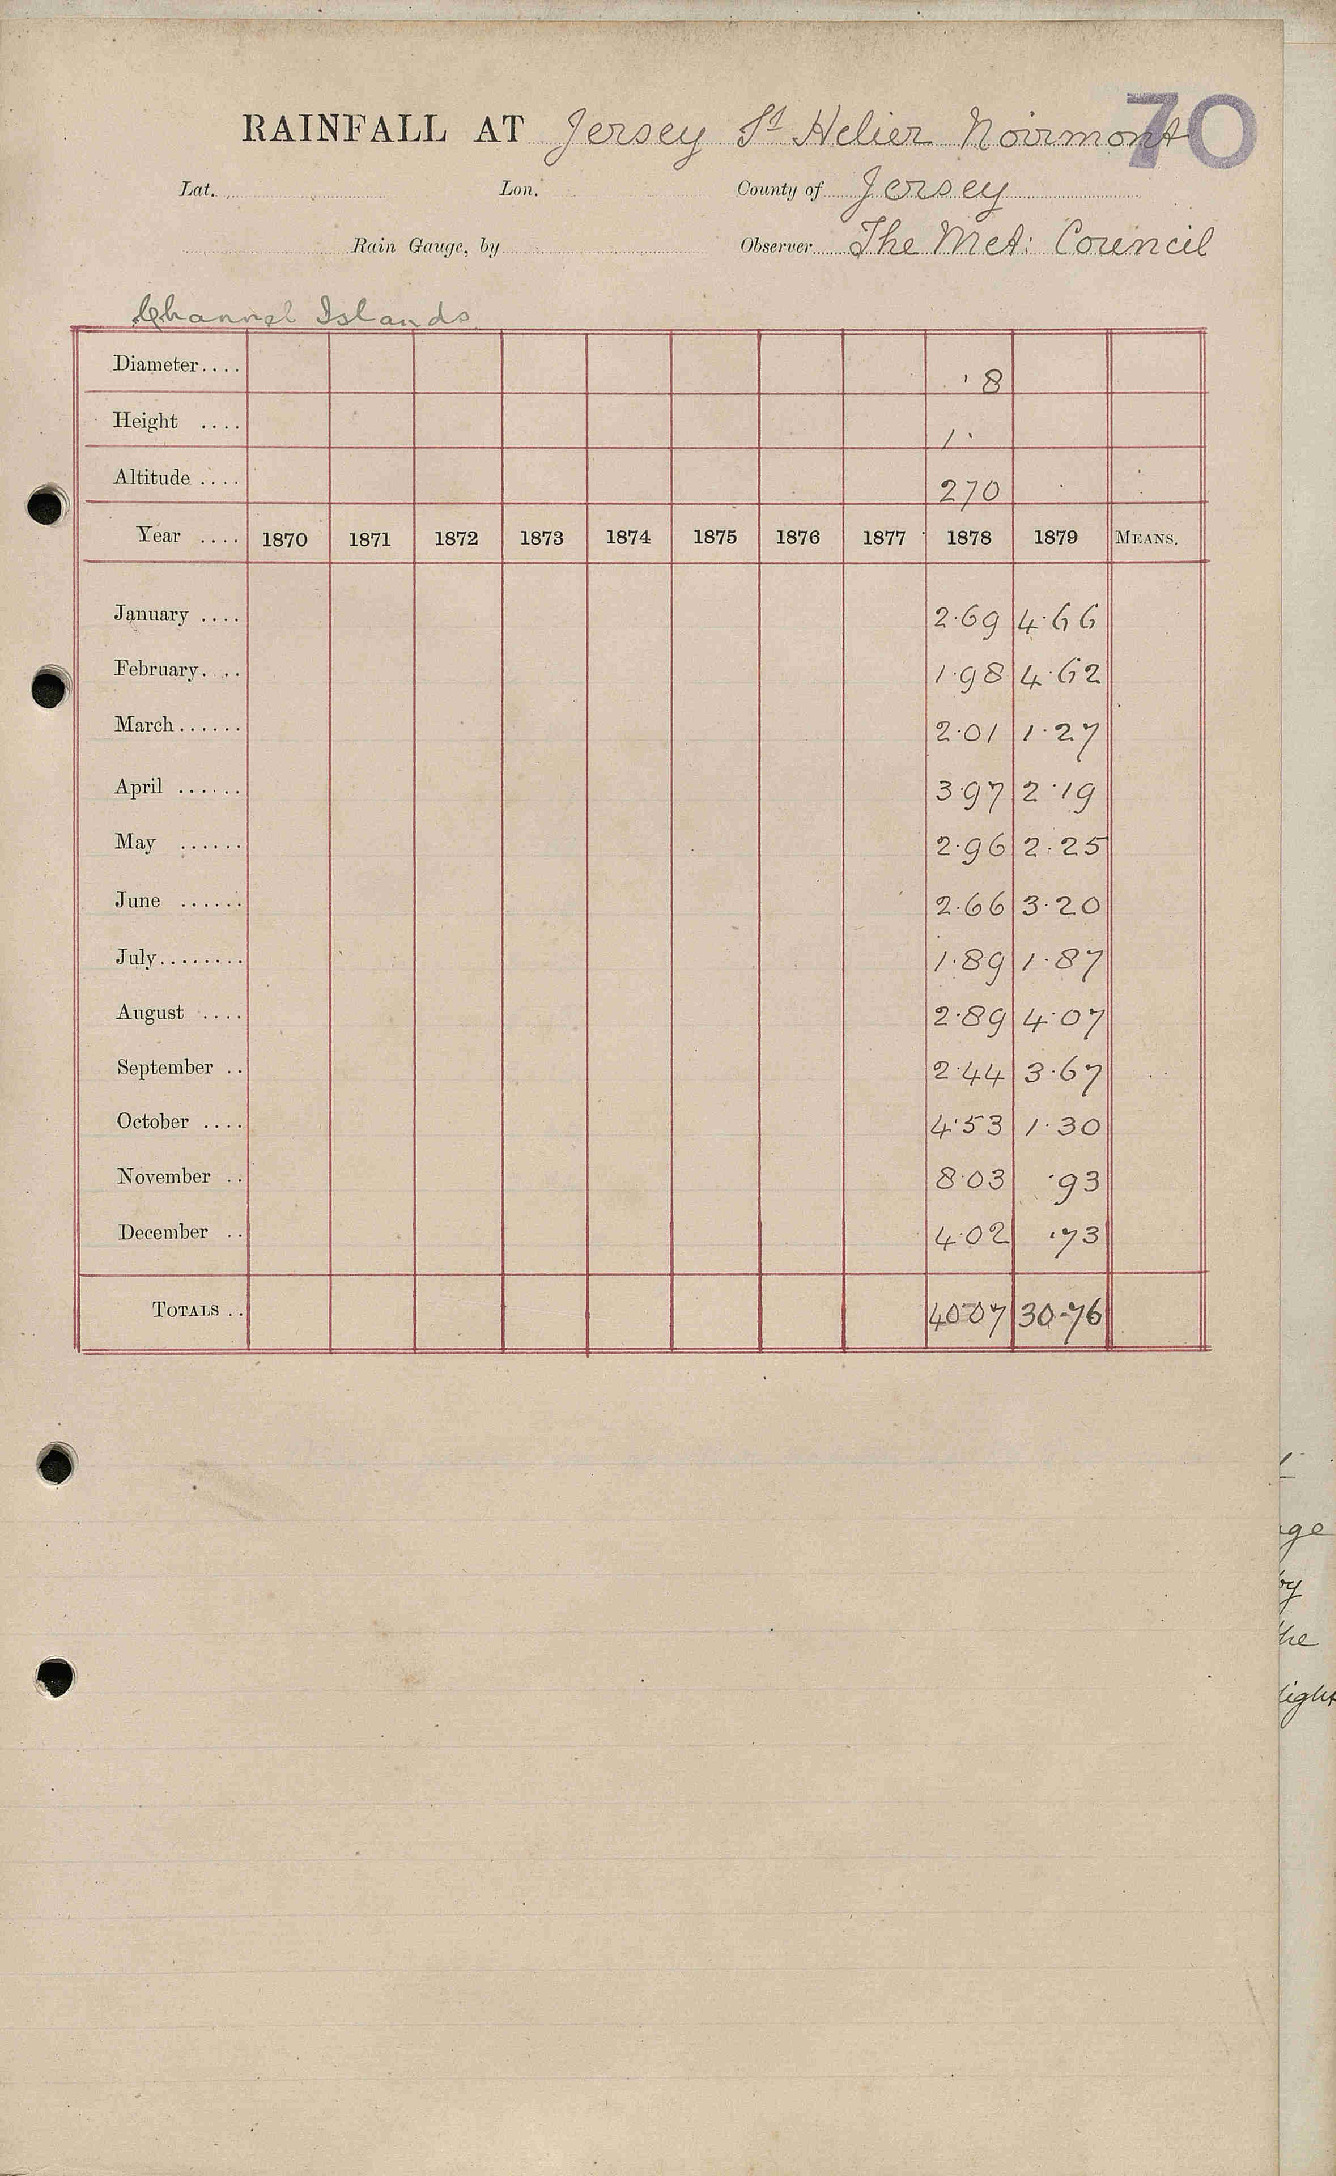 70
RAINFALL AT Jersey St Helier Noirmont
Lat. Lon. County of Jersey
Rain Gauge, by Observer The Met: Council
Channel Islands
Diameter.... ·8
Height .... 1·
Altitude .... 270
Year .... 1870 1871 1872 1873 1874 1875 1876 1877 1878 1879 MEANS.
January .... 2·69 4·66
February.... 1·98 4·62
March...... 2·01 1·27
April ...... 3·97 2·19
May ...... 2·96 2·25
June ...... 2·66 3·20
July........ 1·89 1·87
August .... 2·89 4·07
September .. 2·44 3·67
October .... 4·53 1·30
November .. 8·03 ·93
December .. 4·02 ·73
TOTALS .. 40·07 30·76
ge
by
the
light